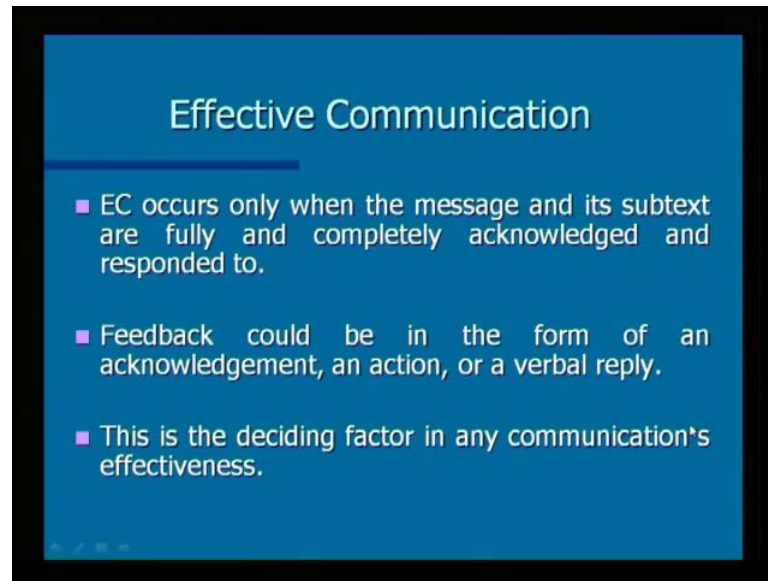 Effective Communication
EC occurs only when the message and its subtext
are fully and completely acknowledged and
responded to.
Feedback could be in the form of an
acknowledgement, an action, or a verbal reply.
This is the deciding factor in any communication's
effectiveness.